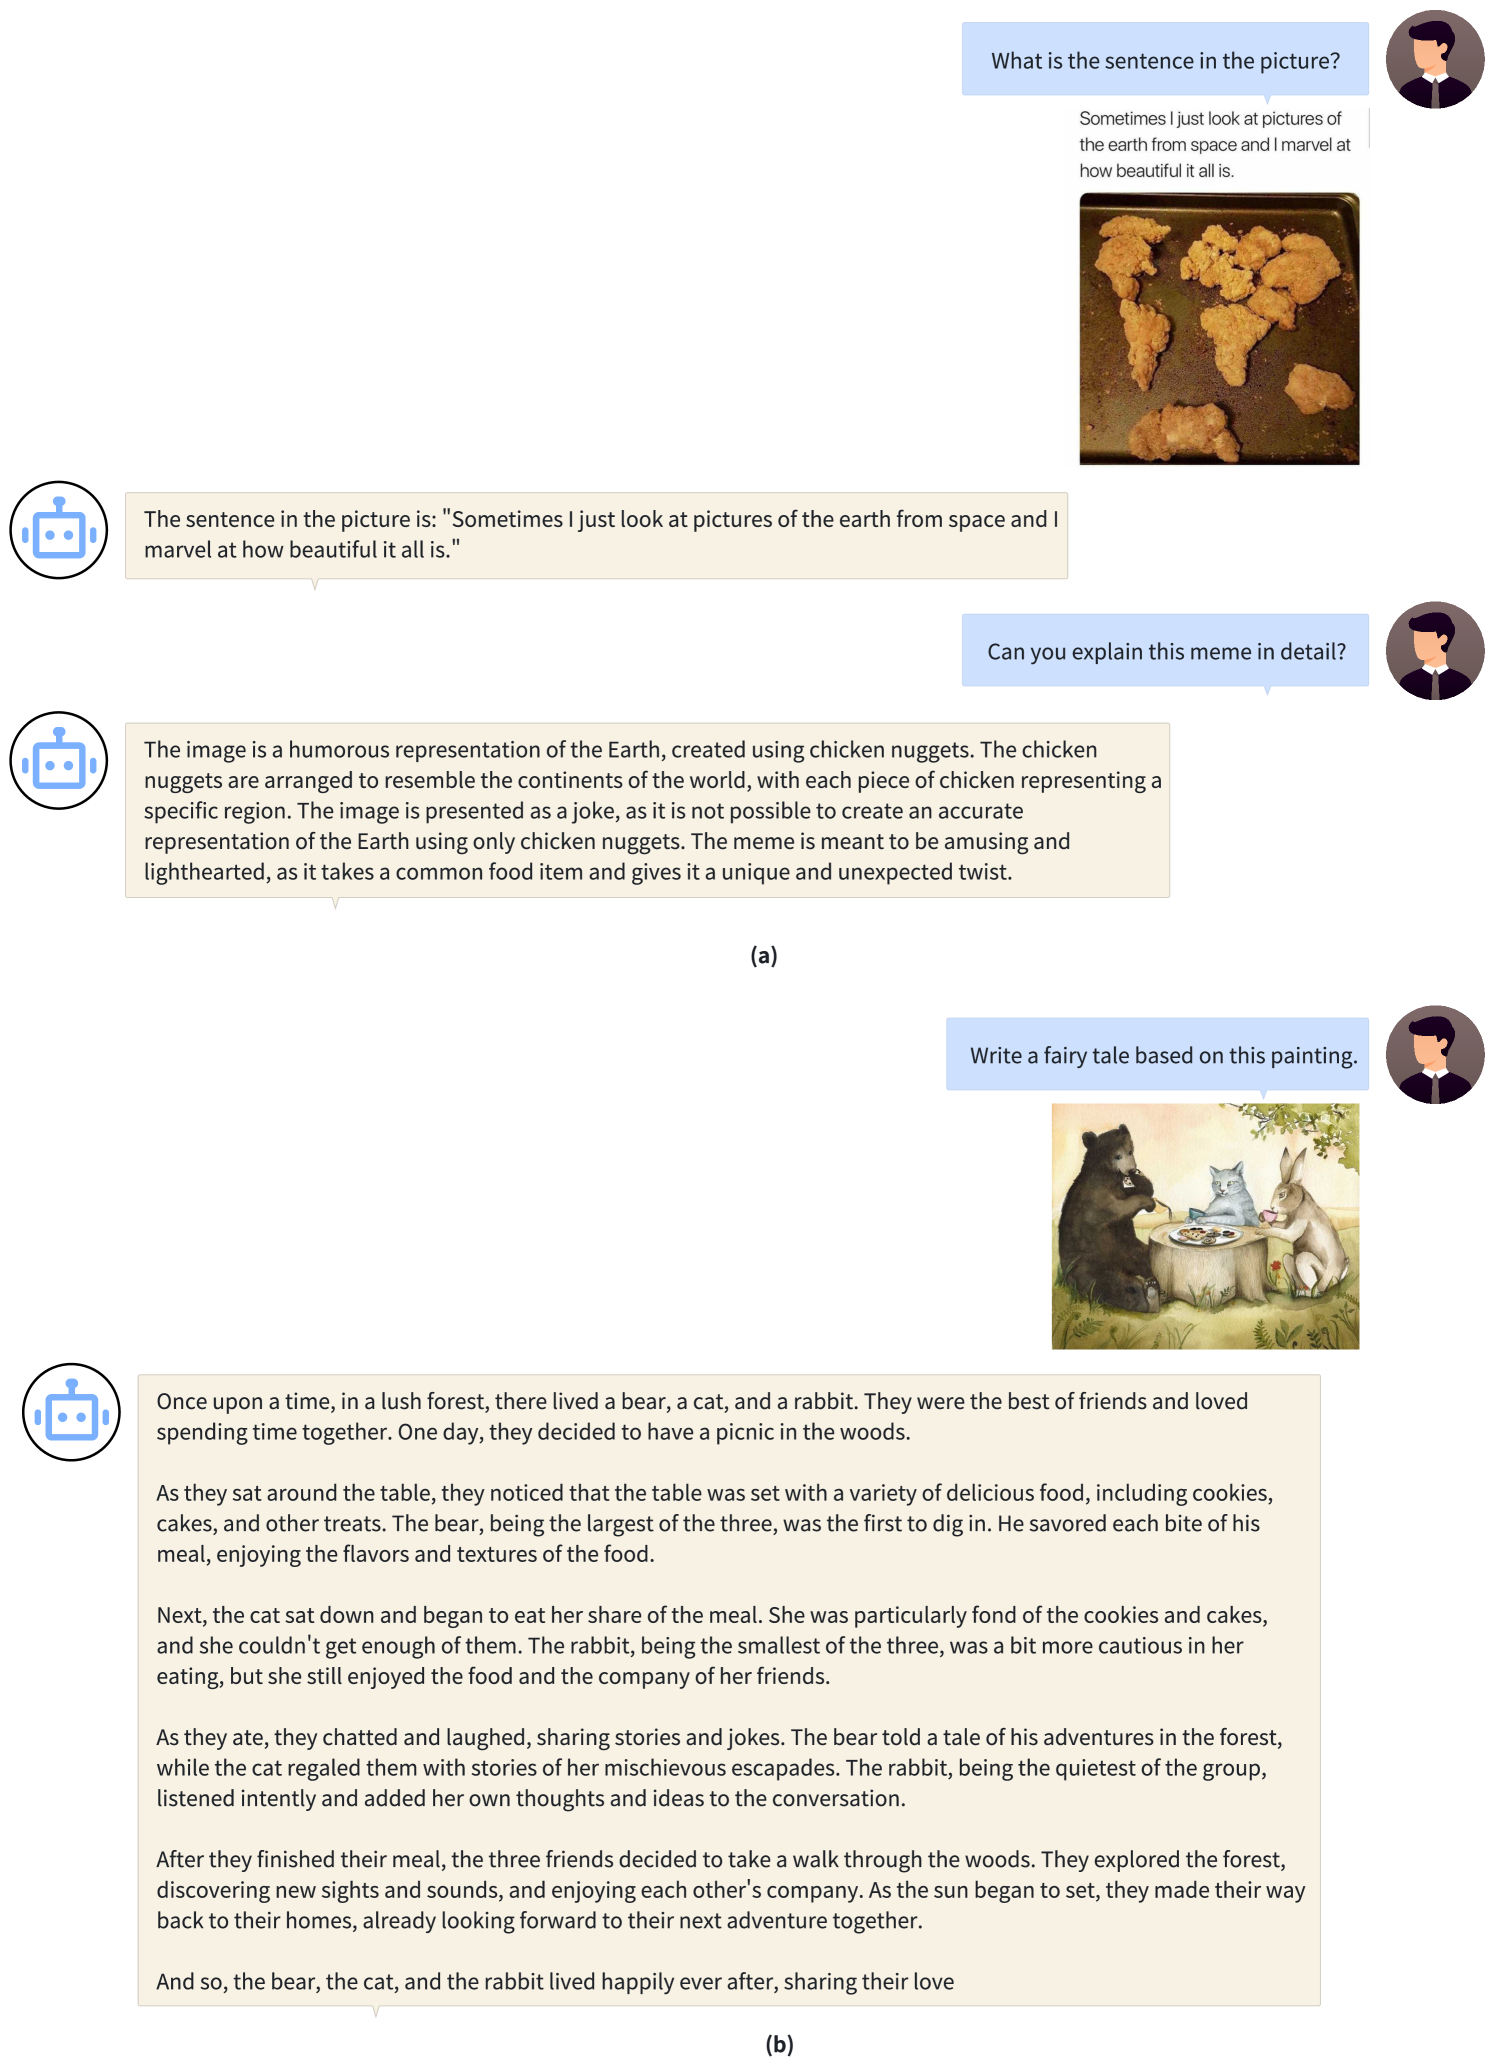 What is the sentence in the picture?
Sometimes I just look at pictures of
the earth from space and I marvel at
how beautiful it all is.
The sentence in the picture is: "Sometimes I just look at pictures of the earth from space and I
marvel at how beautiful it all is."
Can you explain this meme in detail?
The image is a humorous representation of the Earth, created using chicken nuggets. The chicken
nuggets are arranged to resemble the continents of the world, with each piece of chicken representing a
specific region. The image is presented as a joke, as it is not possible to create an accurate
representation of the Earth using only chicken nuggets. The meme is meant to be amusing and
lighthearted, as it takes a common food item and gives it a unique and unexpected twist.
(a)
Write a fairy tale based on this painting.
Once upon a time, in a lush forest, there lived a bear, a cat, and a rabbit. They were the best of friends and loved
spending time together. One day, they decided to have a picnic in the woods.
As they sat around the table, they noticed that the table was set with a variety of delicious food, including cookies,
cakes, and other treats. The bear, being the largest of the three, was the first to dig in. He savored each bite of his
meal, enjoying the flavors and textures of the food.
Next, the cat sat down and began to eat her share of the meal. She was particularly fond of the cookies and cakes,
and she couldn't get enough of them. The rabbit, being the smallest of the three, was a bit more cautious in her
eating, but she still enjoyed the food and the company of her friends.
As they ate, they chatted and laughed, sharing stories and jokes. The bear told a tale of his adventures in the forest,
while the cat regaled them with stories of her mischievous escapades. The rabbit, being the quietest of the group,
listened intently and added her own thoughts and ideas to the conversation.
After they finished their meal, the three friends decided to take a walk through the woods. They explored the forest,
discovering new sights and sounds, and enjoying each other's company. As the sun began to set, they made their way
back to their homes, already looking forward to their next adventure together.
And so, the bear, the cat, and the rabbit lived happily ever after, sharing their love
(b)